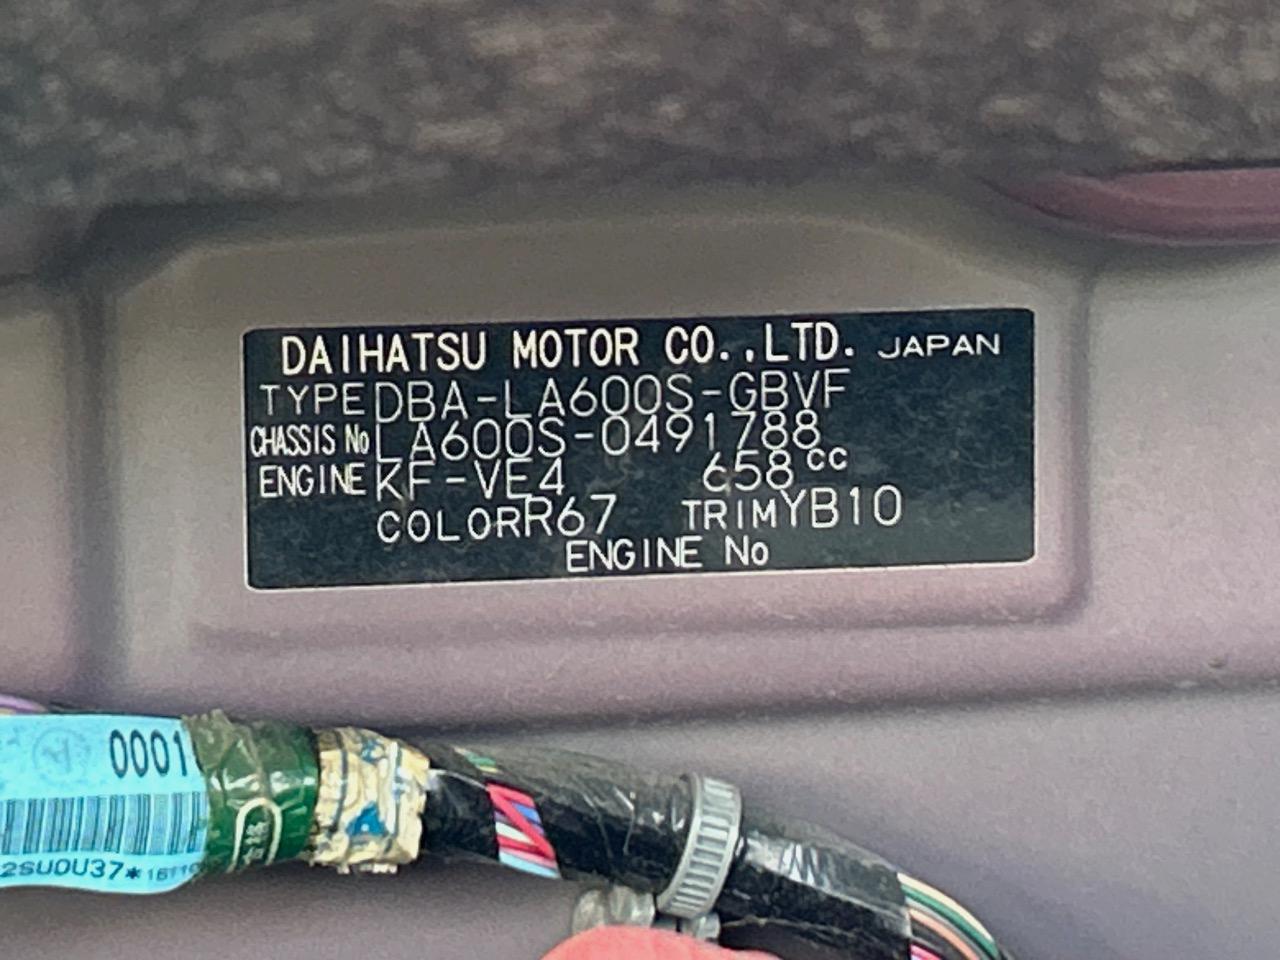 DAIHATSU MOTOR CO.,LTD. JAPAN
TYPE DBA-LA600S-GBVF
CHASSIS No LA600S-0491788
ENGINE KF-VE4 658cc
COLOR R67 TRIM YB10
ENGINE No
0001
2SU0U37*